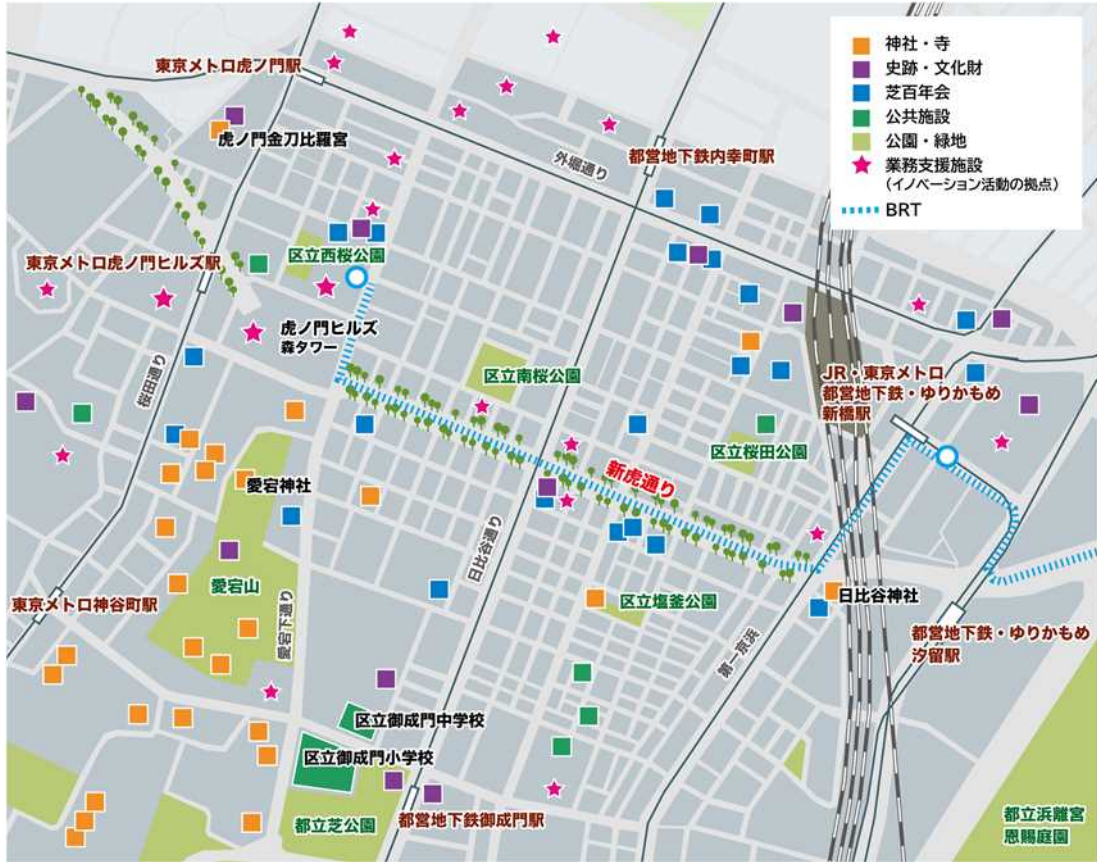 神社・寺
史跡・文化財
芝百年会
公共施設
公園・緑地
業務支援施設
(イノベーション活動の拠点)
BRT
東京メトロ虎ノ門駅
虎ノ門金刀比羅宮
外堀通り
都営地下鉄内幸町駅
区立西桜公園
東京メトロ虎ノ門ヒルズ駅
虎ノ門ヒルズ
森タワー
桜田通り
区立南桜公園
JR・東京メトロ
都営地下鉄・ゆりかもめ
新橋駅
区立桜田公園
新虎通り
愛宕神社
日比谷通り
愛宕山
東京メトロ神谷町駅
愛宕下通り
区立塩釜公園
日比谷神社
第一京浜
都営地下鉄・ゆりかもめ
汐留駅
区立御成門中学校
区立御成門小学校
都立芝公園
都営地下鉄御成門駅
都立浜離宮
恩賜庭園